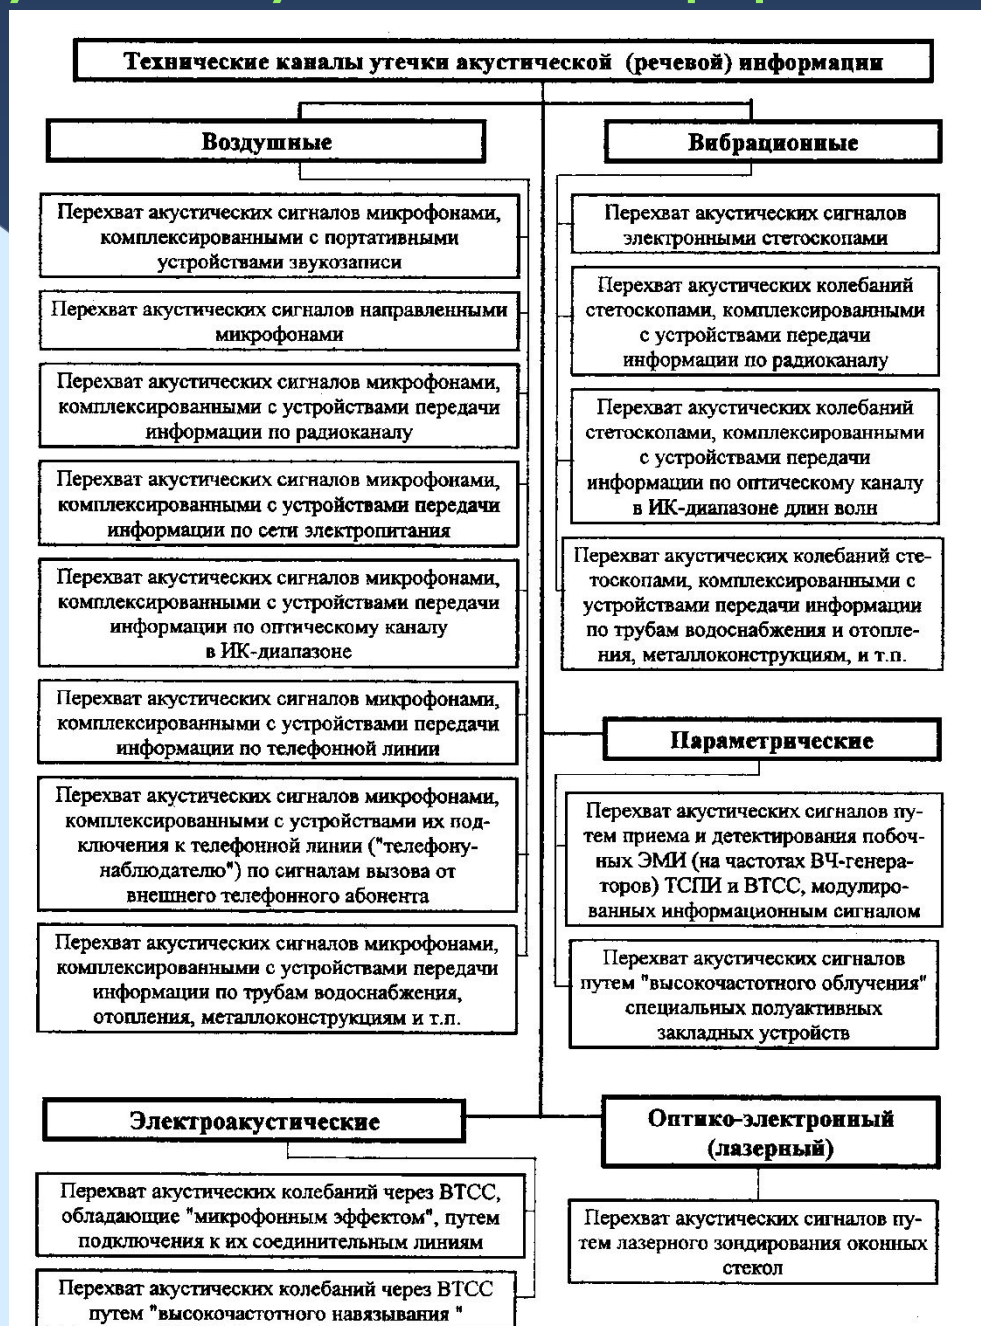 Технические каналы утечки акустической (речевой) информации
Воздушные
Перехват акустических сигналов микрофонами,
комплексированными с портативными
устройствами звукозаписи
Перехват акустических сигналов направленными
микрофонами
Перехват акустических сигналов микрофонами,
комплексированными с устройствами передачи
информации по радиоканалу
Перехват акустических сигналов микрофонами,
комплексированными с устройствами передачи
информации по сети электропитания
Перехват акустических сигналов микрофонами,
комплексированными с устройствами передачи
информации по оптическому каналу
в ИК-диапазоне
Перехват акустических сигналов микрофонами,
комплексированными с устройствами передачи
информации по телефонной линии
Перехват акустических сигналов микрофонами,
комплексированными с устройствами их под-
ключения к телефонной линии ("телефону-
наблюдателю") по сигналам вызова от
внешнего телефонного абонента
Перехват акустических сигналов микрофонами,
комплексированными с устройствами передачи
информации по трубам водоснабжения,
отопления, металлоконструкциям и т.п.
Вибрационные
Перехват акустических сигналов
электронными стетоскопами
Перехват акустических колебаний
стетоскопами, комплексированными
с устройствами передачи
информации по радиоканалу
Перехват акустических колебаний
стетоскопами, комплексированными
с устройствами передачи
информации по оптическому каналу
в ИК-диапазоне длин волн
Перехват акустических колебаний сте-
тоскопами, комплексированными с
устройствами передачи информации
по трубам водоснабжения и отопле-
ния, металлоконструкциям, и т.п.
Параметрические
Перехват акустических сигналов пу-
тем приема и детектирования побоч-
ных ЭМИ (на частотах ВЧ-генера-
торов) ТСПИ и ВТСС, модулиро-
ванных информационным сигналом
Перехват акустических сигналов
путем "высокочастотного облучения"
специальных полуактивных
закладных устройств
Электроакустические
Перехват акустических колебаний через ВТСС,
обладающие "микрофонным эффектом", путем
подключения к их соединительным линиям
Перехват акустических колебаний через ВТСС
путем "высокочастотного навязывания "
Оптико-электронный
(лазерный)
Перехват акустических сигналов пу-
тем лазерного зондирования оконных
стекол